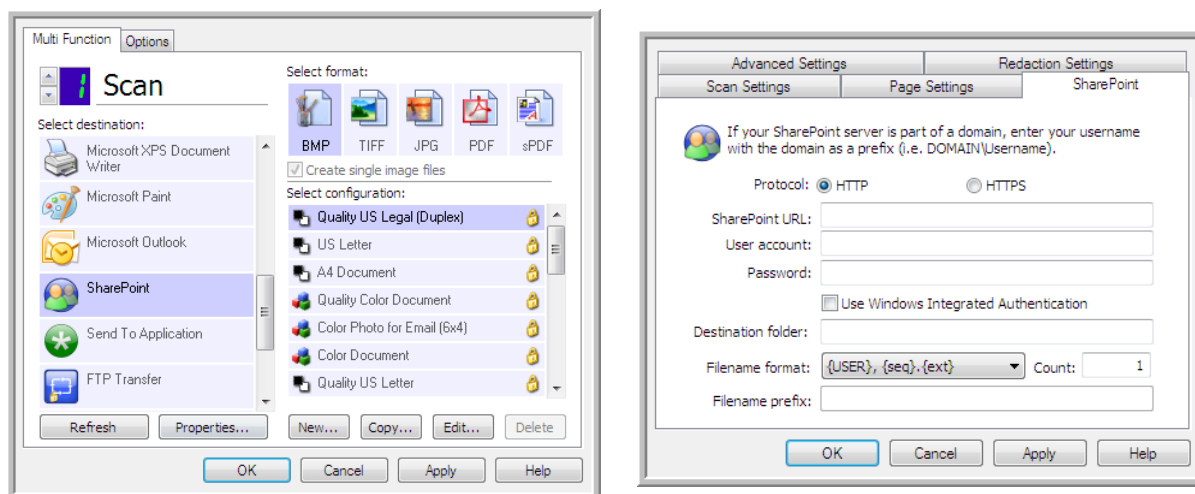 Multi Function
Options
1
Scan
Select destination:
Microsoft XPS Document
Writer
Microsoft Paint
Microsoft Outlook
SharePoint
Send To Application
FTP Transfer
Refresh
Properties...
Select format:
BMP
TIFF
JPG
PDF
sPDF
Create single image files
Select configuration:
Quality US Legal (Duplex)
US Letter
A4 Document
Quality Color Document
Color Photo for Email (6x4)
Color Document
Quality US Letter
New...
Copy...
Edit...
Delete
OK
Cancel
Apply
Help
Advanced Settings
Redaction Settings
Scan Settings
Page Settings
SharePoint
If your SharePoint server is part of a domain, enter your username
with the domain as a prefix (i.e. DOMAIN\Username).
Protocol: HTTP HTTPS
SharePoint URL:
User account:
Password:
Use Windows Integrated Authentication
Destination folder:
Filename format: {USER}, {seq}.{ext} Count: 1
Filename prefix:
OK
Cancel
Apply
Help